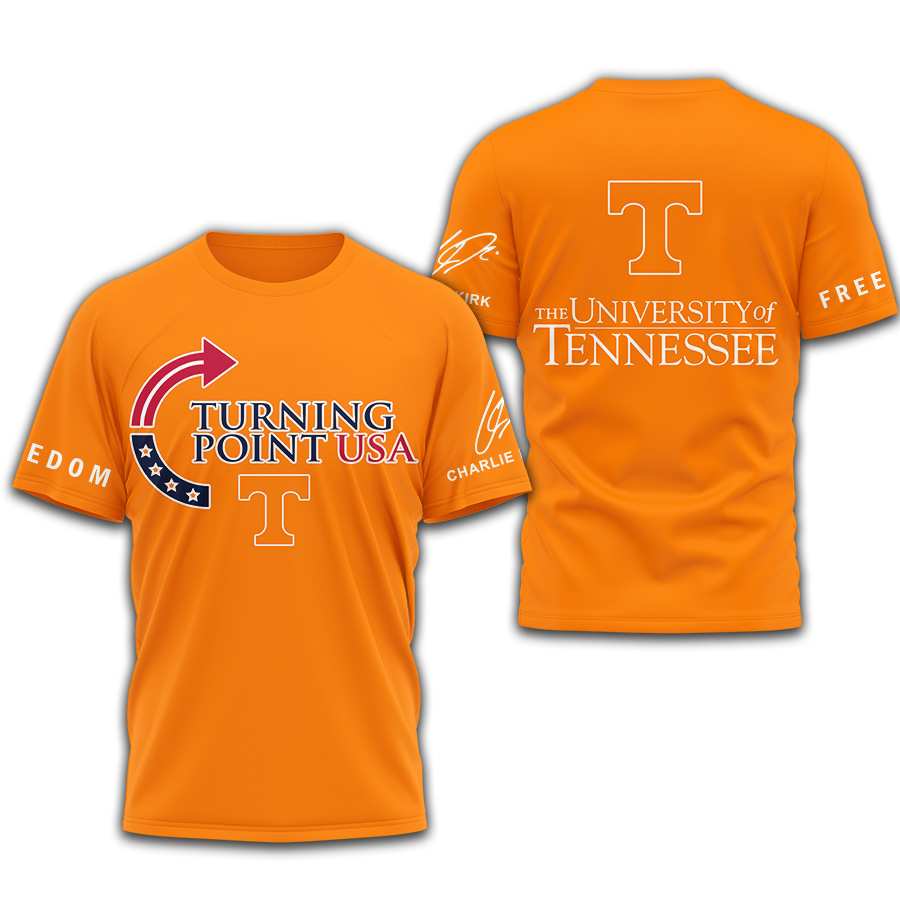 TURNING
POINT USA
T
EDOM
CHARLIE
T
THE UNIVERSITY of
TENNESSEE
KIRK
FREE